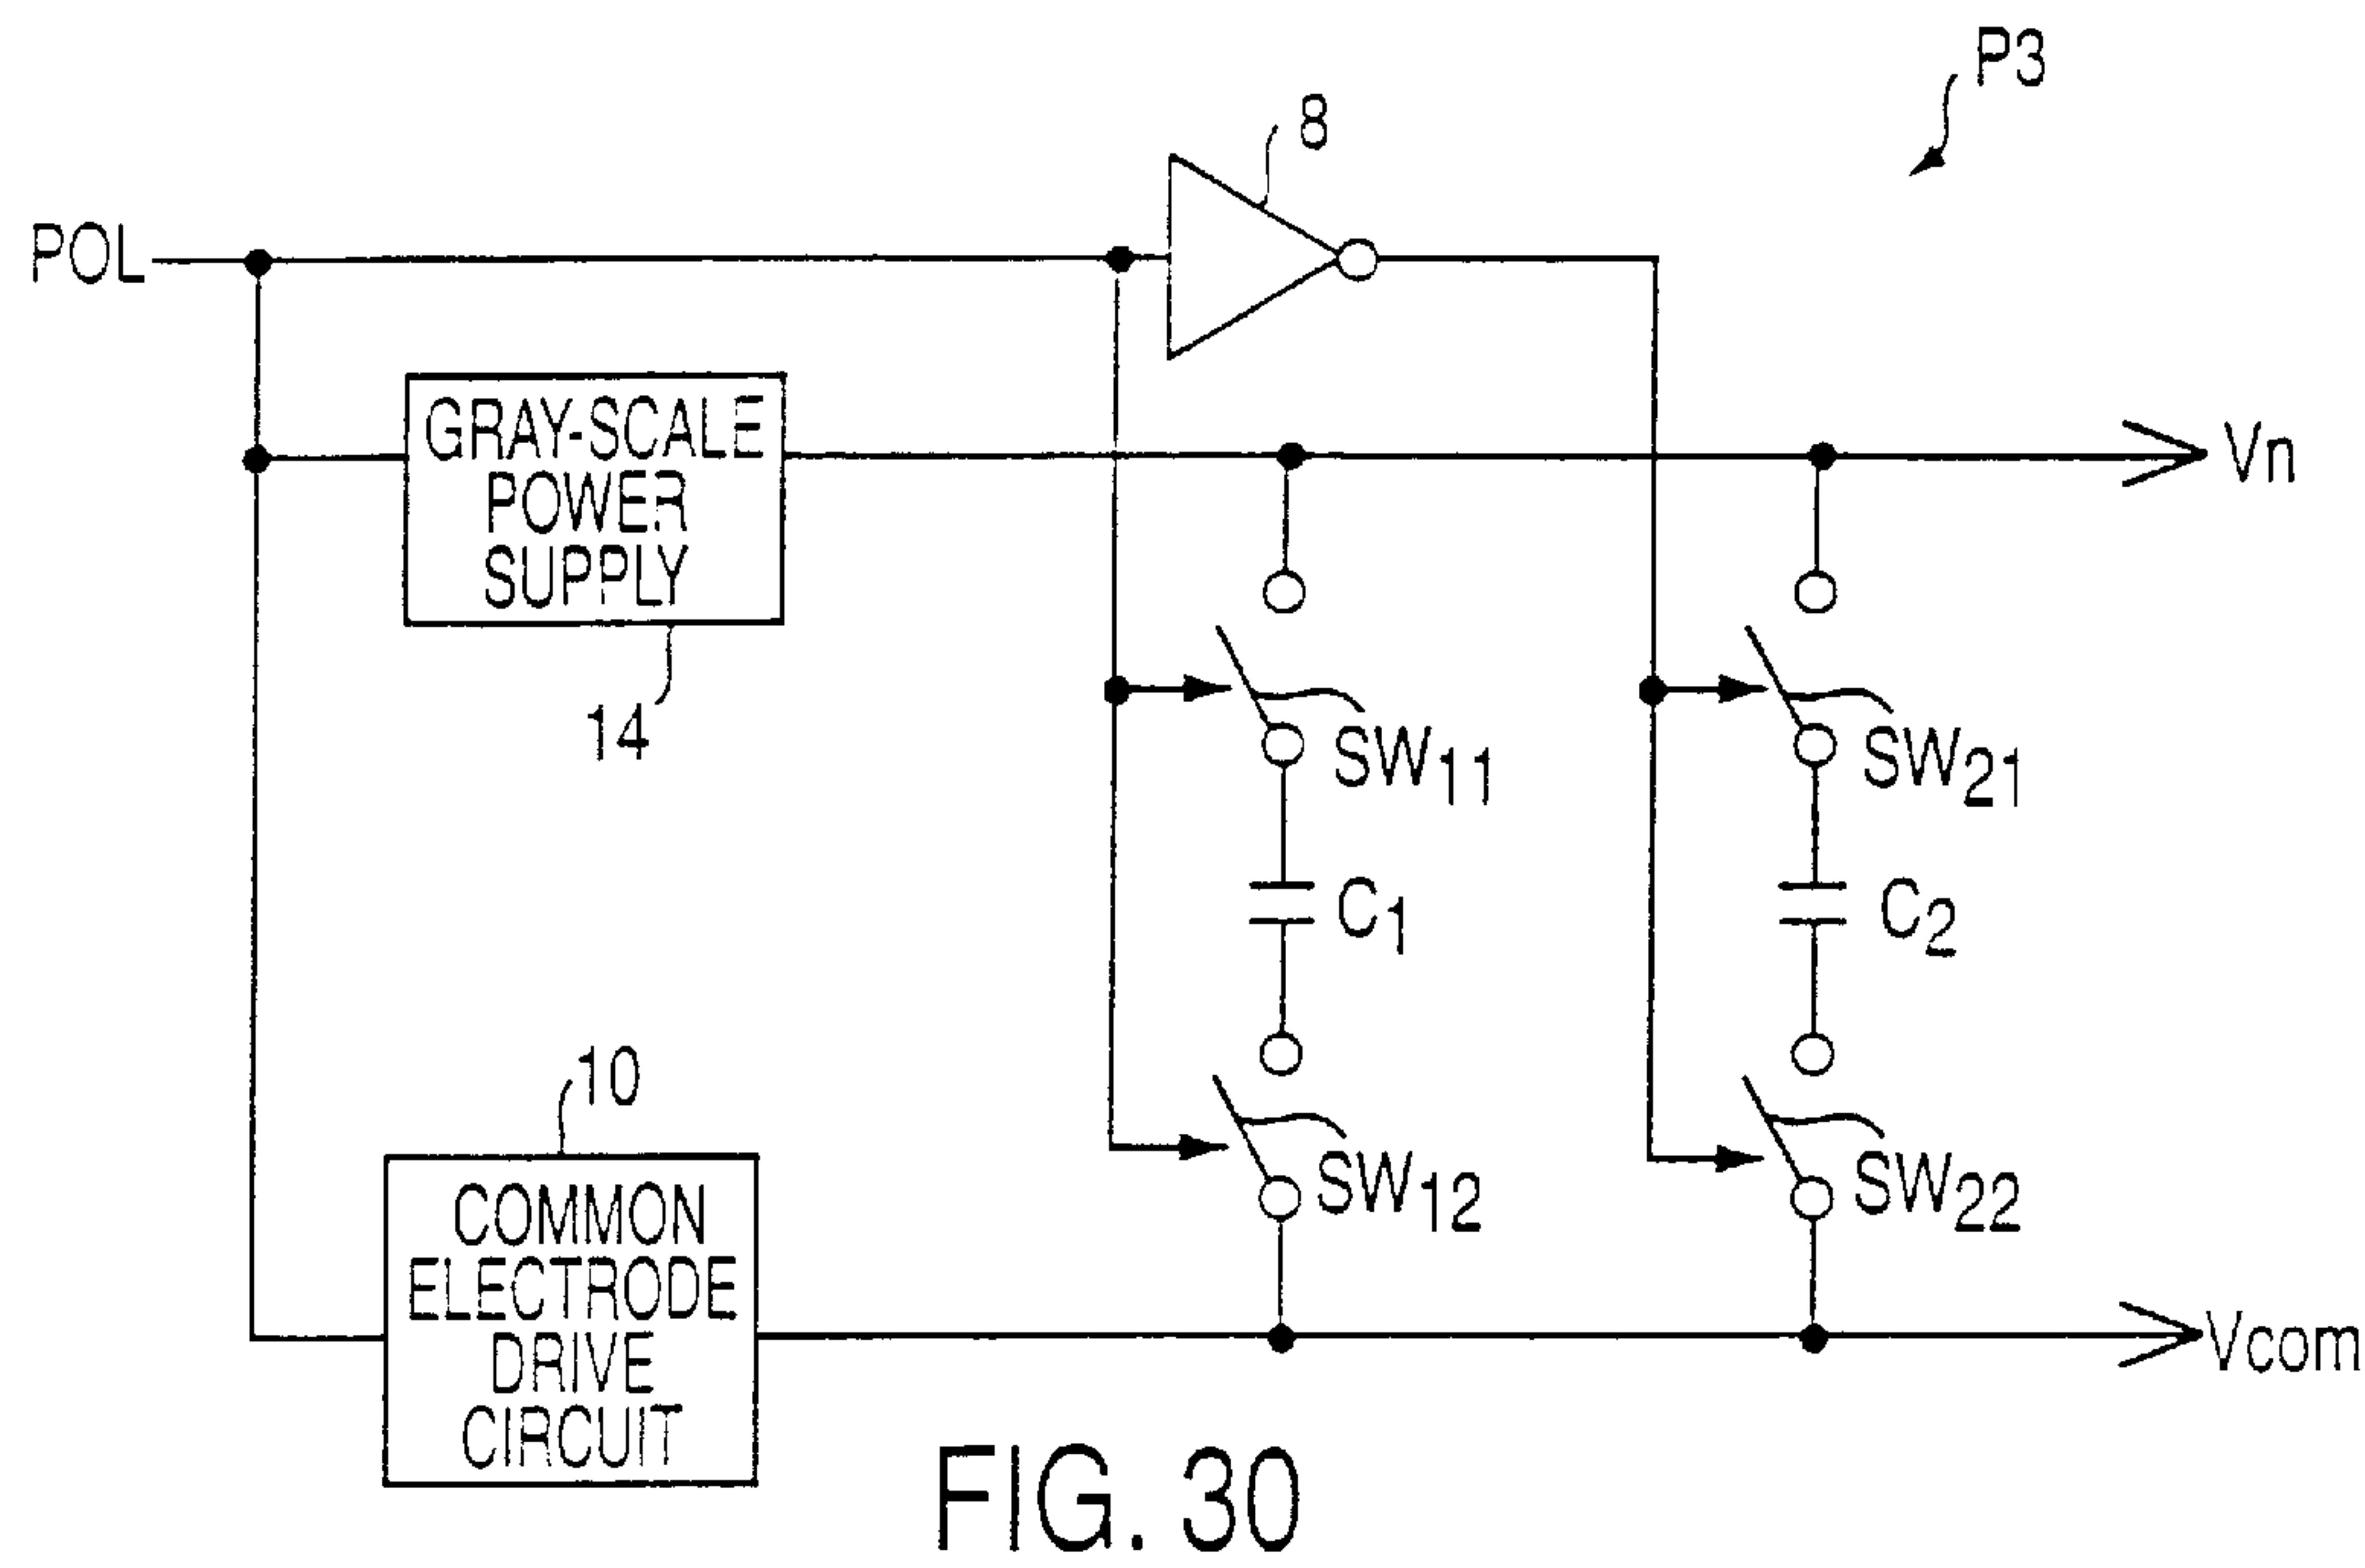 P3
8
POL
GRAY-SCALE
POWER
SUPPLY
Vn
14
SW11
SW21
C1
C2
10
COMMON
ELECTRODE
DRIVE
CIRCUIT
SW12
SW22
Vcom
FIG. 30